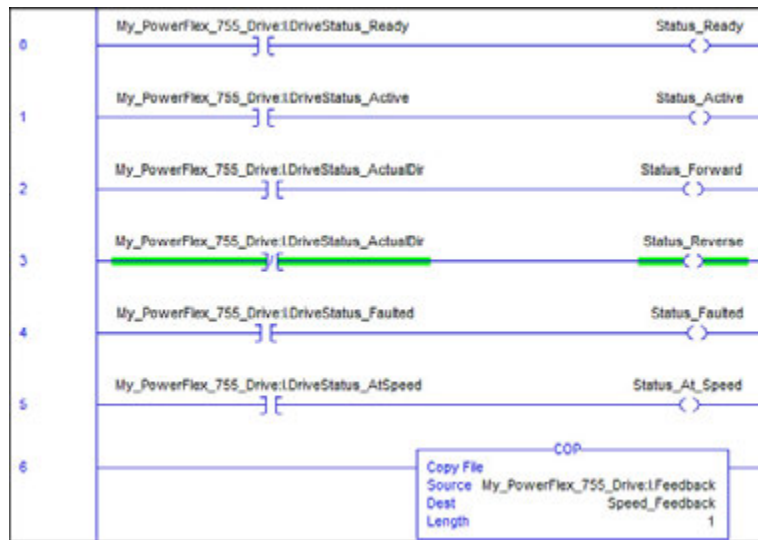 My_PowerFlex_755_Drive:I.DriveStatus_Ready Status_Ready
0
My_PowerFlex_755_Drive:I.DriveStatus_Active Status_Active
1
My_PowerFlex_755_Drive:I.DriveStatus_ActualDir Status_Forward
2
My_PowerFlex_755_Drive:I.DriveStatus_ActualDir Status_Reverse
3
My_PowerFlex_755_Drive:I.DriveStatus_Faulted Status_Faulted
4
My_PowerFlex_755_Drive:I.DriveStatus_AtSpeed Status_At_Speed
5
COP
6
Copy File
Source My_PowerFlex_755_Drive:I.Feedback
Dest Speed_Feedback
Length 1